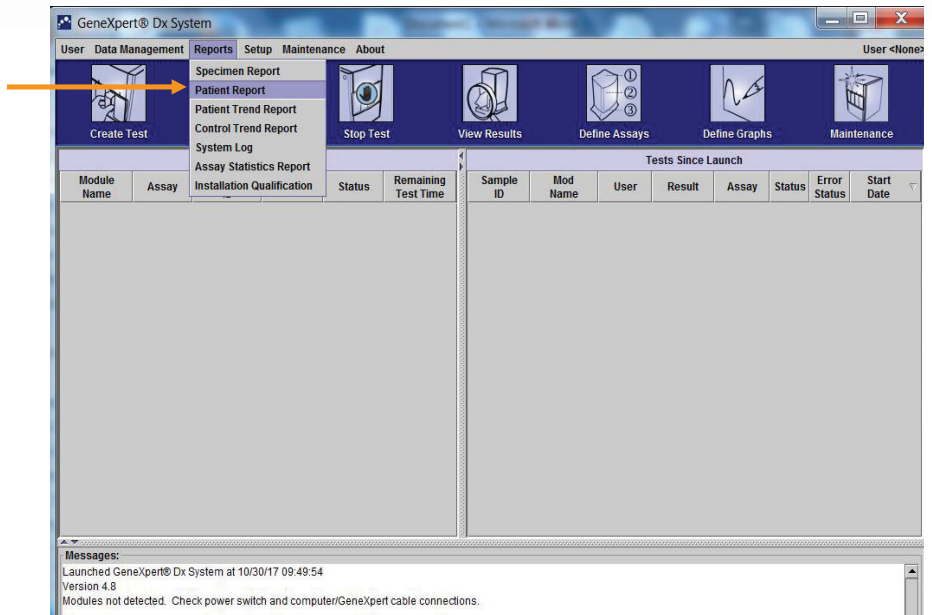 GeneXpert® Dx System
User Data Management Reports Setup Maintenance About User <None>
Specimen Report
Patient Report
Patient Trend Report
Control Trend Report
System Log
Assay Statistics Report
Installation Qualification
Create Test Stop Test View Results Define Assays Define Graphs Maintenance
Tests Since Launch
Module Name Assay Status Remaining Test Time
Sample ID Mod Name User Result Assay Status Error Status Start Date
Messages:
Launched GeneXpert® Dx System at 10/30/17 09:49:54
Version 4.8
Modules not detected. Check power switch and computer/GeneXpert cable connections.